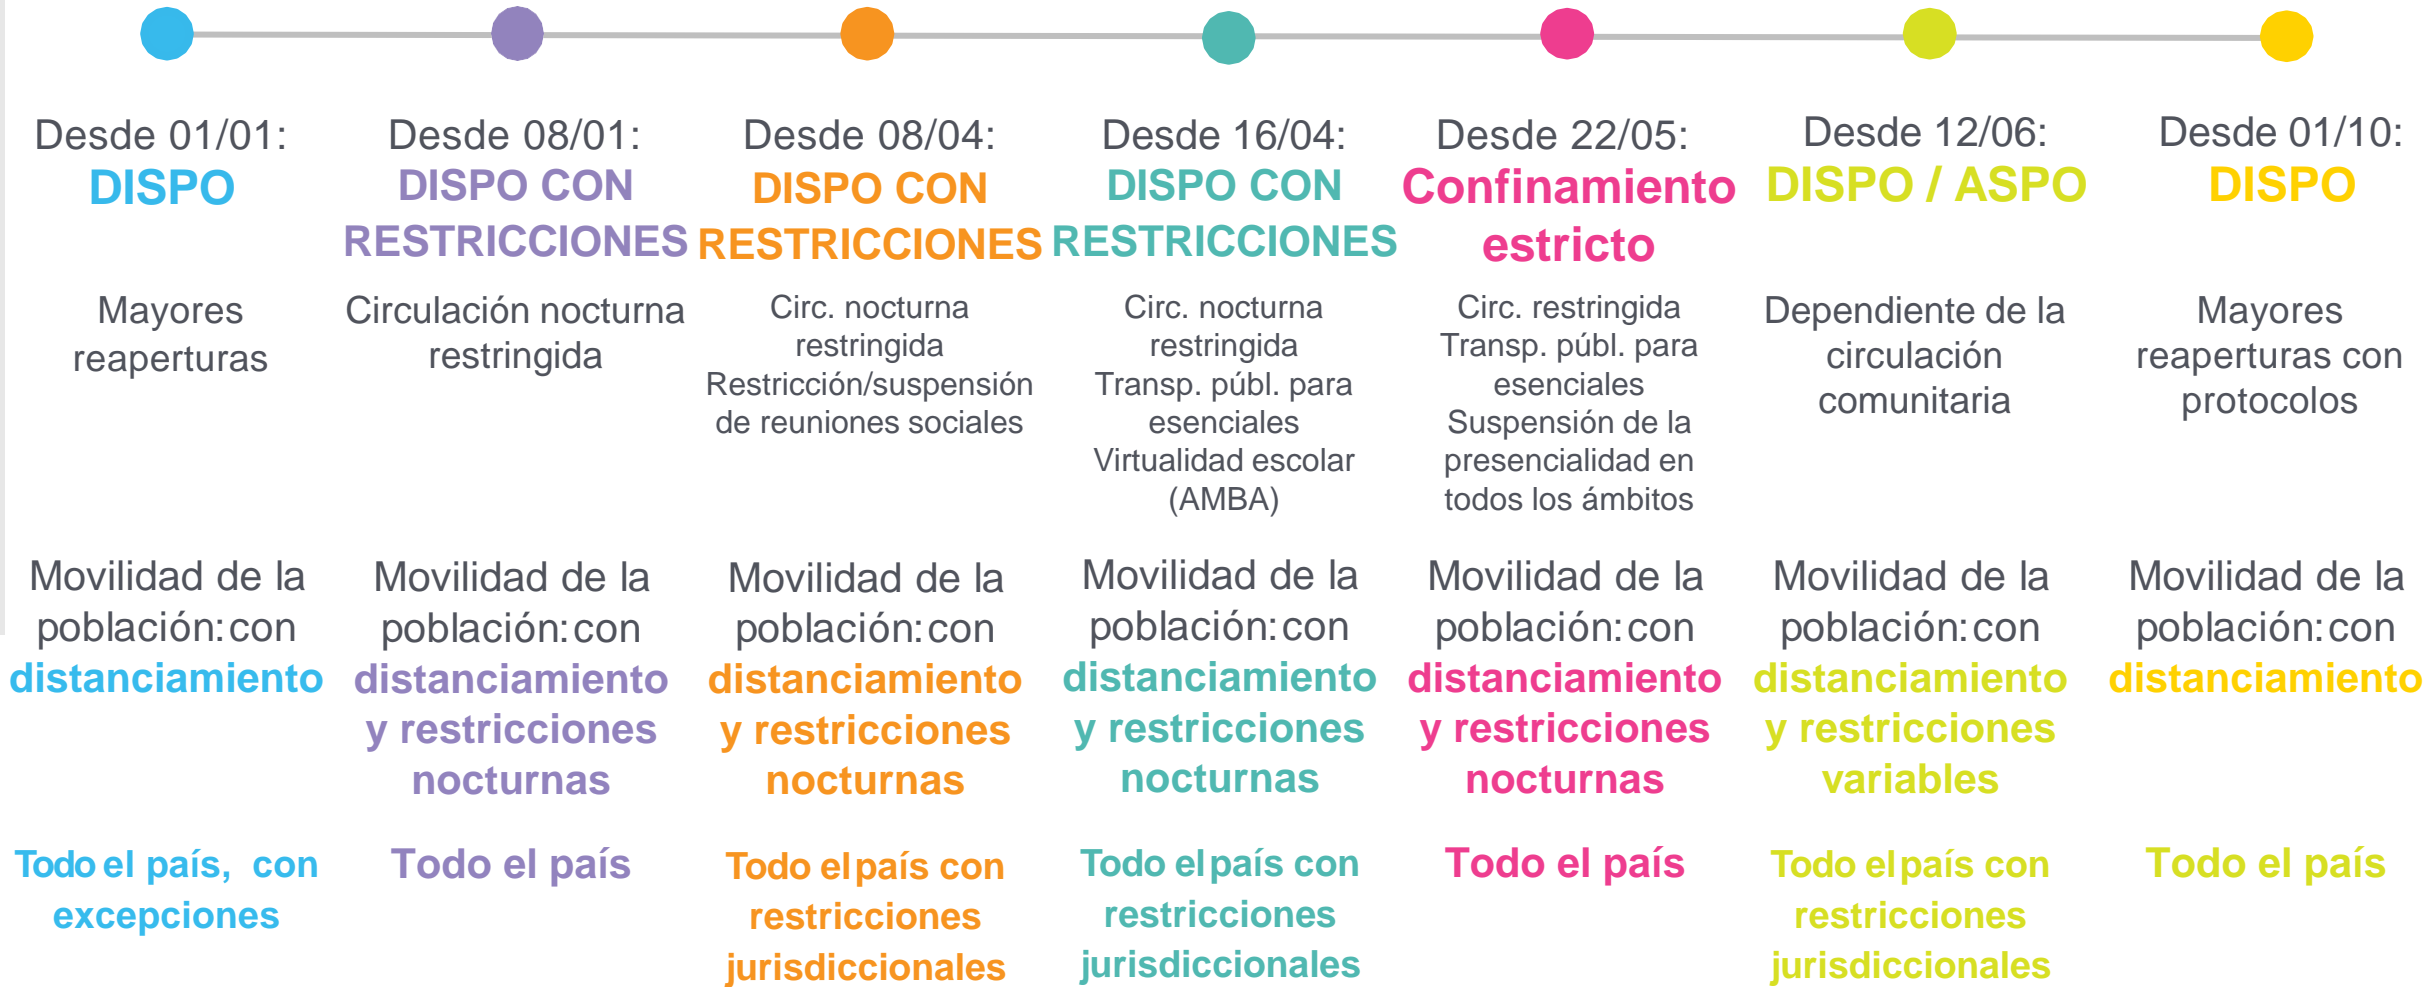 Desde 01/01:
DISPO
Mayores
reaperturas
Movilidad de la
población: con
distanciamiento
Todo el país, con
excepciones
Desde 08/01:
DISPO CON
RESTRICCIONES
Circulación nocturna
restringida
Movilidad de la
población: con
distanciamiento
y restricciones
nocturnas
Todo el país
Desde 08/04:
DISPO CON
RESTRICCIONES
Circ. nocturna
restringida
Restricción/suspensión
de reuniones sociales
Movilidad de la
población: con
distanciamiento
y restricciones
nocturnas
Todo el país con
restricciones
jurisdiccionales
Desde 16/04:
DISPO CON
RESTRICCIONES
Circ. nocturna
restringida
Transp. públ. para
esenciales
Virtualidad escolar
(AMBA)
Movilidad de la
población: con
distanciamiento
y restricciones
nocturnas
Todo el país con
restricciones
jurisdiccionales
Desde 22/05:
Confinamiento
estricto
Circ. restringida
Transp. públ. para
esenciales
Suspensión de la
presencialidad en
todos los ámbitos
Movilidad de la
población: con
distanciamiento
y restricciones
nocturnas
Todo el país
Desde 12/06:
DISPO / ASPO
Dependiente de la
circulación
comunitaria
Movilidad de la
población: con
distanciamiento
y restricciones
variables
Todo el país con
restricciones
jurisdiccionales
Desde 01/10:
DISPO
Mayores
reaperturas con
protocolos
Movilidad de la
población: con
distanciamiento
Todo el país